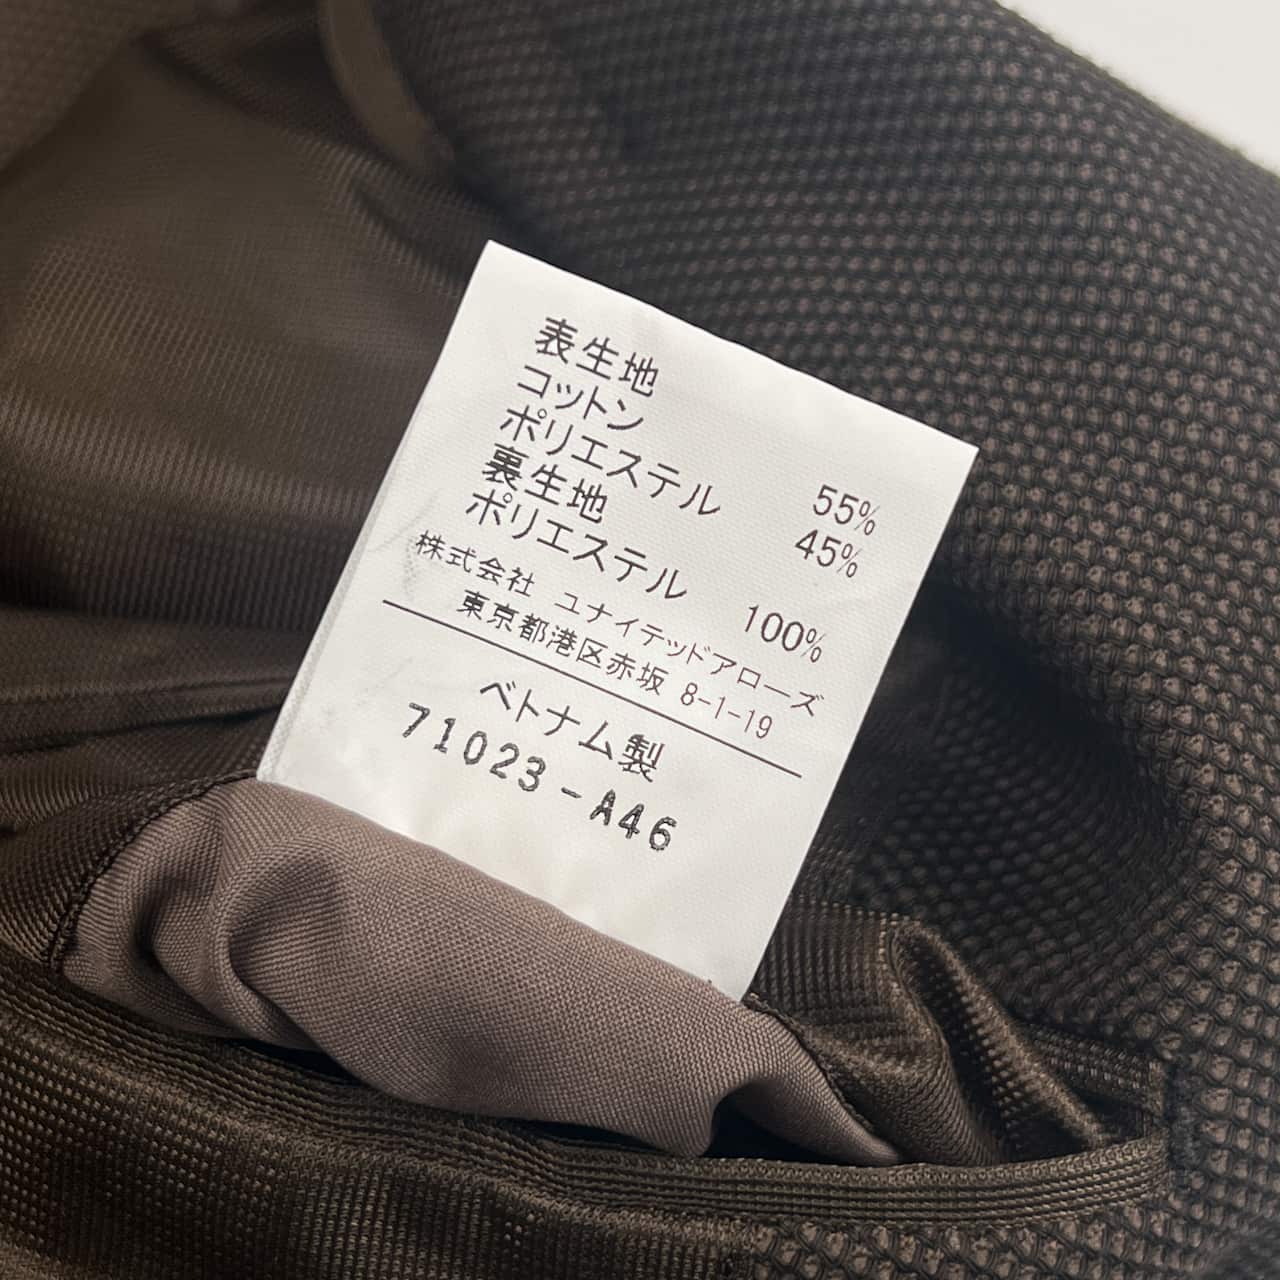 表生地
コットン 55%
ポリエステル 45%
裏生地
ポリエステル 100%
株式会社 ユナイテッドアローズ
東京都港区赤坂 8-1-19
ベトナム製
71023-A46